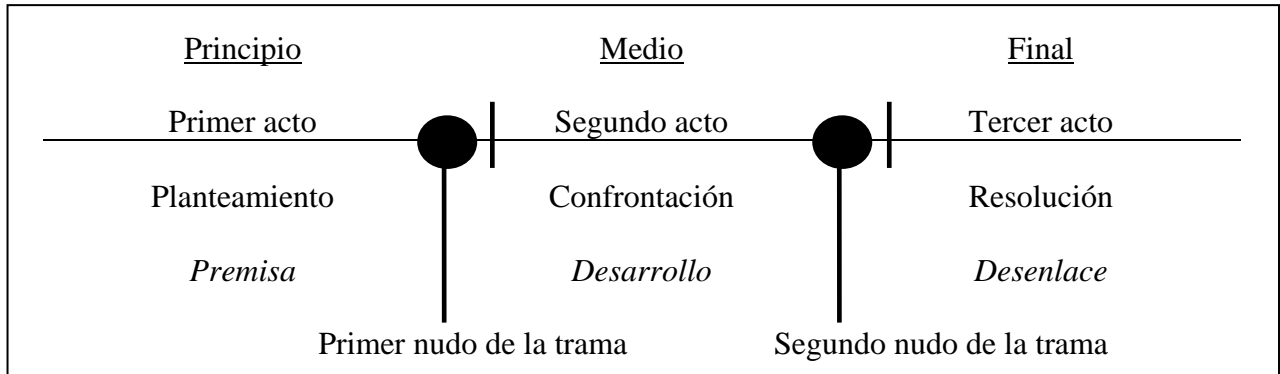 Principio Medio Final
Primer acto Segundo acto Tercer acto
Planteamiento Confrontación Resolución
Premisa Desarrollo Desenlace
Primer nudo de la trama Segundo nudo de la trama